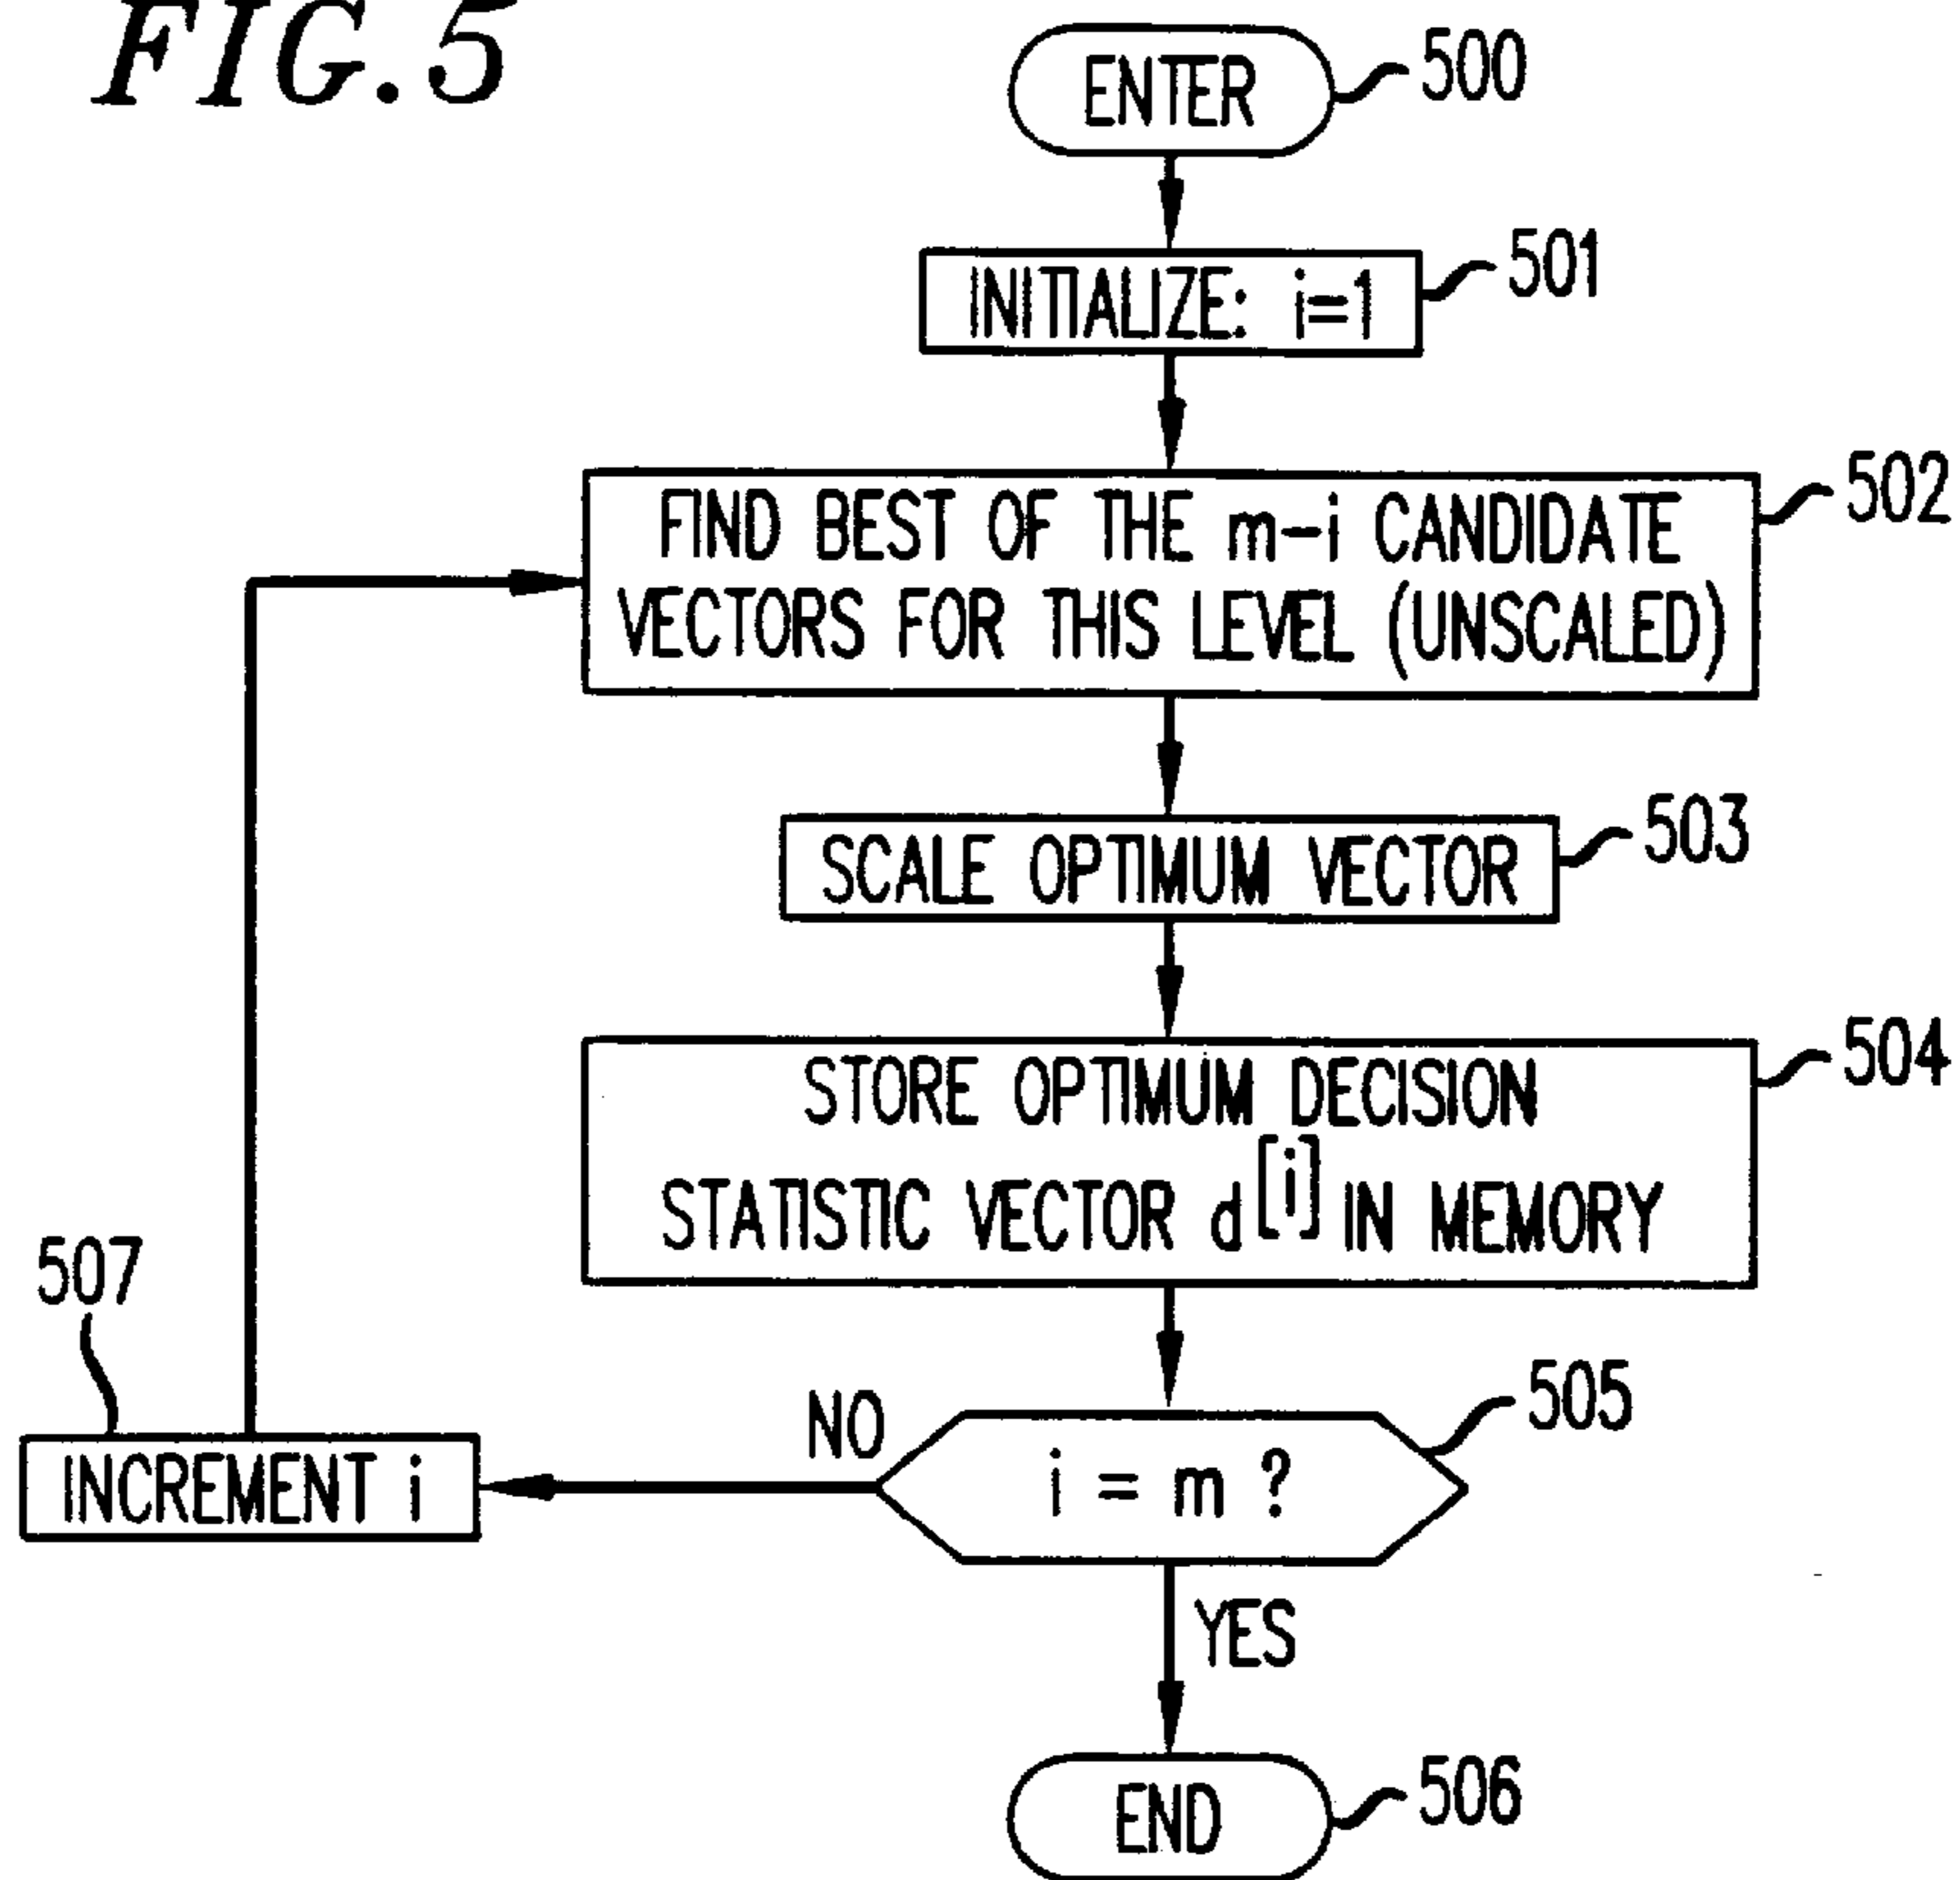 FIG. 5
ENTER
500
INITIALIZE: i=1
501
FIND BEST OF THE m-i CANDIDATE
VECTORS FOR THIS LEVEL (UNSCALED)
502
SCALE OPTIMUM VECTOR
503
STORE OPTIMUM DECISION
STATISTIC VECTOR d[i] IN MEMORY
504
i = m ?
505
NO
507
INCREMENT i
YES
END
506